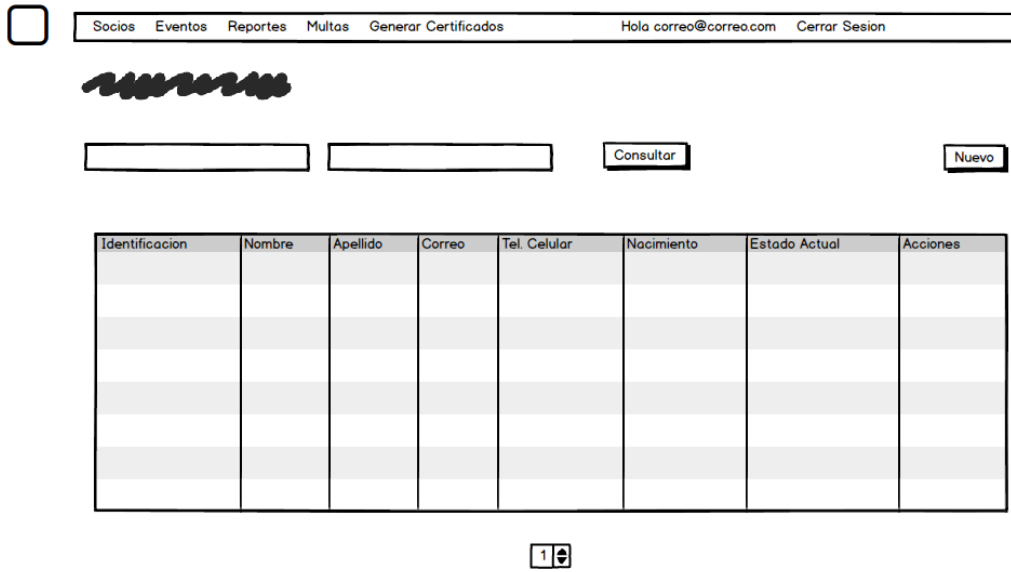 Socios Eventos Reportes Multas Generar Certificados Hola correo@correo.com Cerrar Sesion
Consultar Nuevo
Identificacion Nombre Apellido Correo Tel. Celular Nacimiento Estado Actual Acciones
1